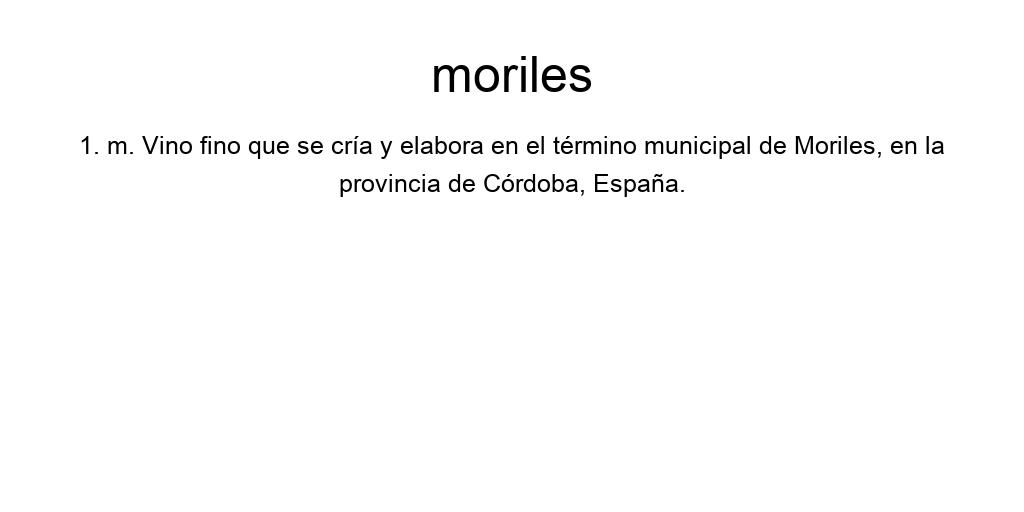 moriles
1. m. Vino fino que se cría y elabora en el término municipal de Moriles, en la
provincia de Córdoba, España.